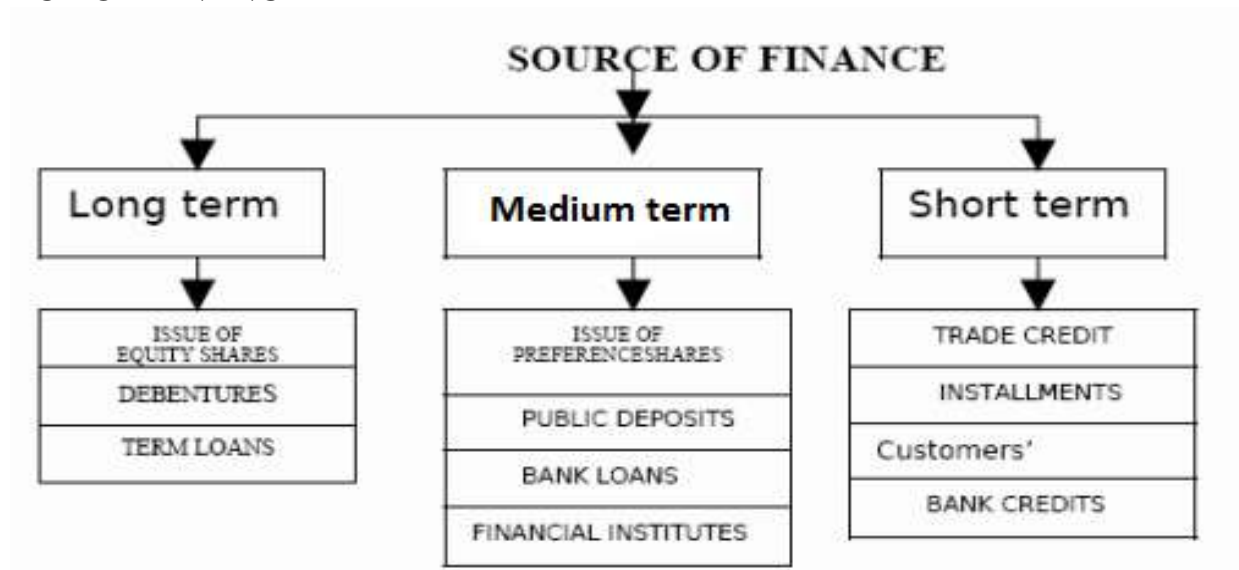 SOURCE OF FINANCE
Long term
Medium term
Short term
ISSUE OF
EQUITY SHARES
DEBENTURES
TERM LOANS
ISSUE OF
PREFERENCESHARES
PUBLIC DEPOSITS
BANK LOANS
FINANCIAL INSTITUTES
TRADE CREDIT
INSTALLMENTS
Customers’
BANK CREDITS